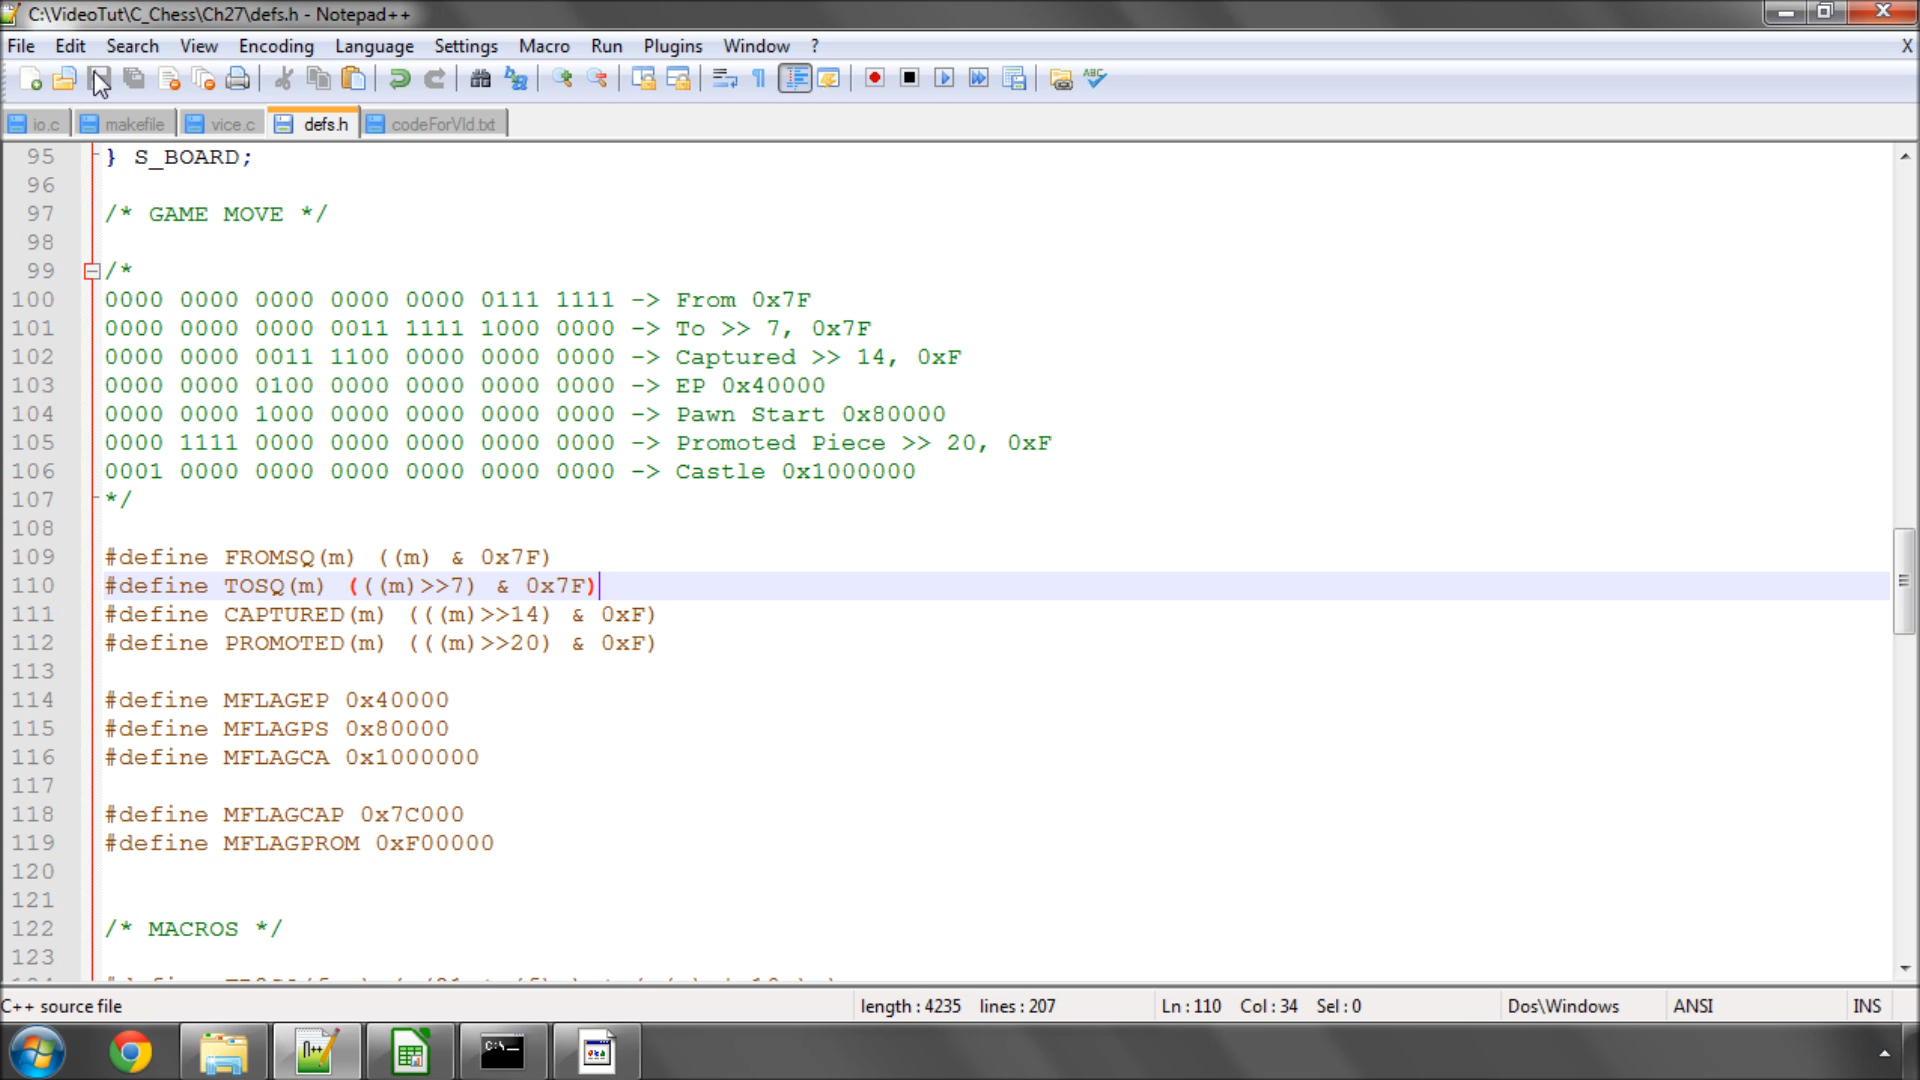 C:\VideoTut\C_Chess\Ch27\defs.h - Notepad++
File Edit Search View Encoding Language Settings Macro Run Plugins Window ? X
io.c makefile vice.c defs.h codeForVid.txt
95 } S_BOARD;
96
97 /* GAME MOVE */
98
99 /*
100 0000 0000 0000 0000 0000 0111 1111 -> From 0x7F
101 0000 0000 0000 0011 1111 1000 0000 -> To >> 7, 0x7F
102 0000 0000 0011 1100 0000 0000 0000 -> Captured >> 14, 0xF
103 0000 0000 0100 0000 0000 0000 0000 -> EP 0x40000
104 0000 0000 1000 0000 0000 0000 0000 -> Pawn Start 0x80000
105 0000 1111 0000 0000 0000 0000 0000 -> Promoted Piece >> 20, 0xF
106 0001 0000 0000 0000 0000 0000 0000 -> Castle 0x1000000
107 */
108
109 #define FROMSQ(m) ((m) & 0x7F)
110 #define TOSQ(m) (((m)>>7) & 0x7F)
111 #define CAPTURED(m) (((m)>>14) & 0xF)
112 #define PROMOTED(m) (((m)>>20) & 0xF)
113
114 #define MFLAGEP 0x40000
115 #define MFLAGPS 0x80000
116 #define MFLAGCA 0x1000000
117
118 #define MFLAGCAP 0x7C000
119 #define MFLAGPROM 0xF00000
120
121
122 /* MACROS */
123
C++ source file length : 4235 lines : 207 Ln : 110 Col : 34 Sel : 0 Dos\Windows ANSI INS